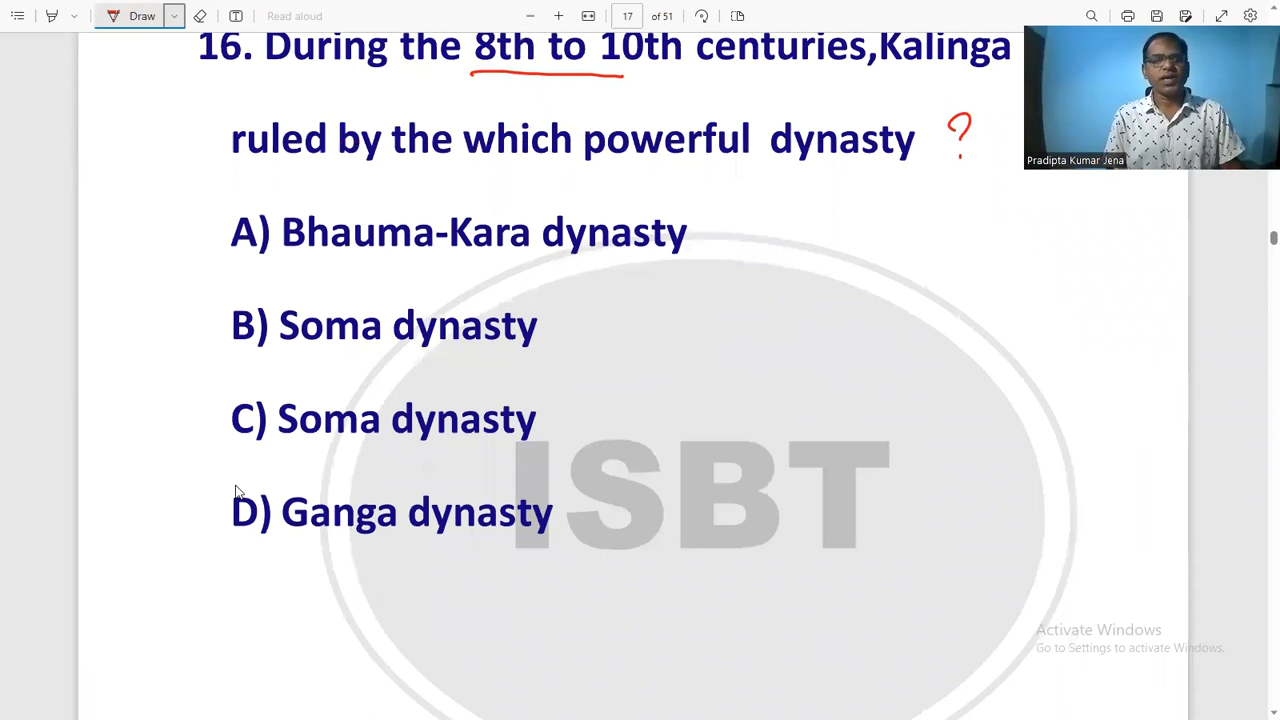 Draw
Read aloud
17 of 51
16. During the 8th to 10th centuries,Kalinga
ruled by the which powerful dynasty ?
Pradipta Kumar Jena
A) Bhauma-Kara dynasty
B) Soma dynasty
C) Soma dynasty
D) Ganga dynasty
ISBT
Activate Windows
Go to Settings to activate Windows.